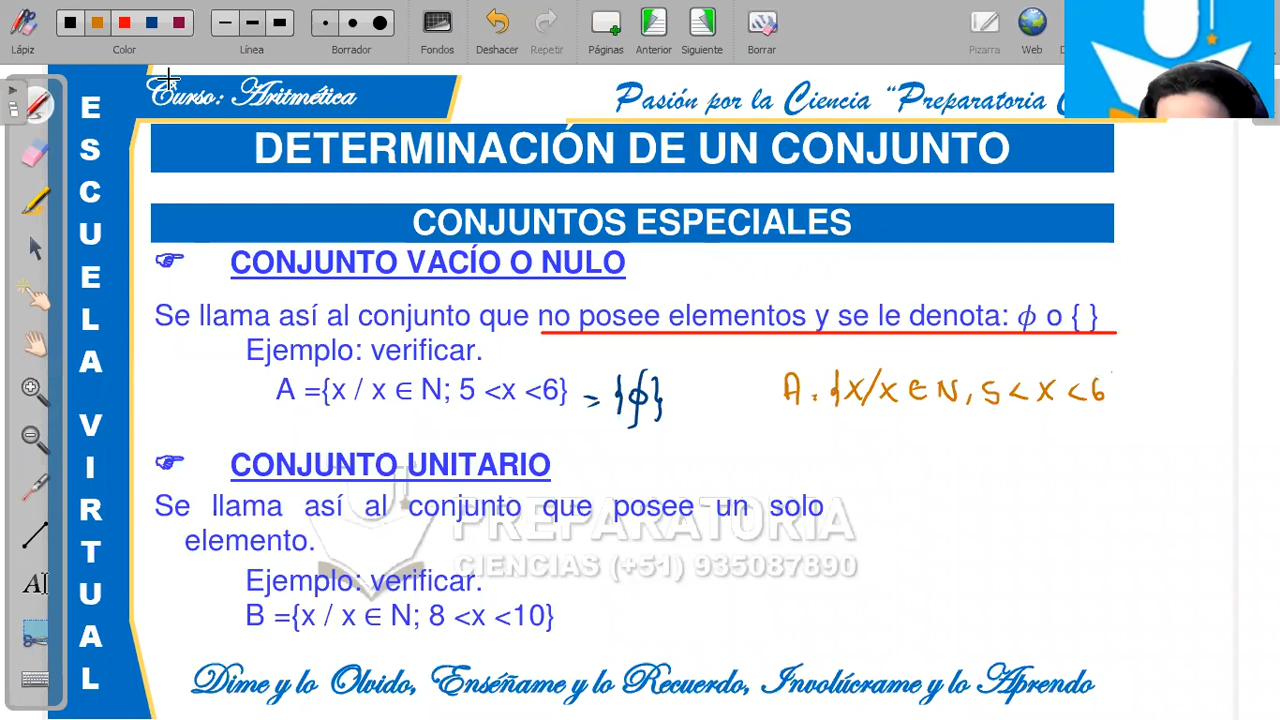 Lápiz Color Línea Borrador Fondos Deshacer Repetir Páginas Anterior Siguiente Borrar Pizarra Web
Curso: Aritmética
Pasión por la Ciencia “Preparatoria
DETERMINACIÓN DE UN CONJUNTO
CONJUNTOS ESPECIALES
CONJUNTO VACÍO O NULO
Se llama así al conjunto que no posee elementos y se le denota: ϕ o { }
Ejemplo: verificar.
A ={x / x ∈ N; 5 <x <6} = {ϕ} A = {x/x ∈ N, 5 < x < 6
CONJUNTO UNITARIO
Se llama así al conjunto que posee un solo
elemento.
Ejemplo: verificar.
B ={x / x ∈ N; 8 <x <10}
PREPARATORIA
CIENCIAS (+51) 935087890
Dime y lo Olvido, Enséñame y lo Recuerdo, Involúcrame y lo Aprendo
ESCUELA VIRTUAL